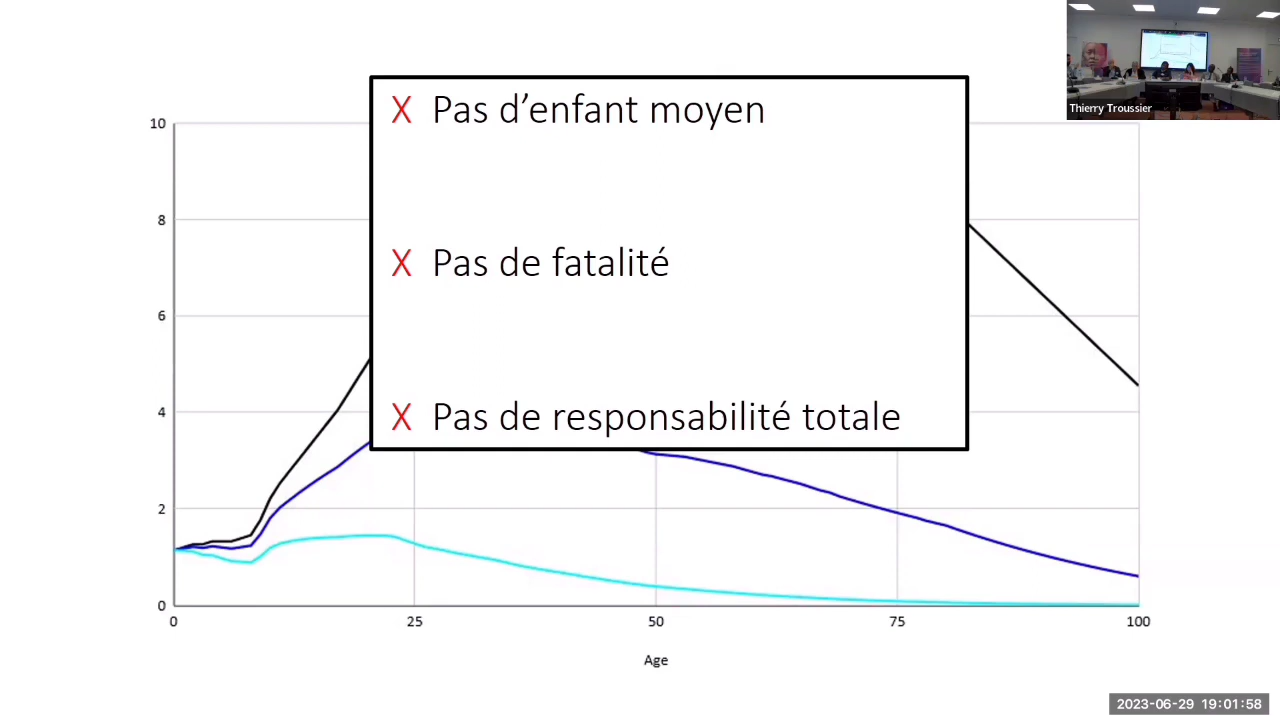 Thierry Troussier
X Pas d’enfant moyen
X Pas de fatalité
X Pas de responsabilité totale
10
8
6
4
2
0
0 25 50 75 100
Age
2023-06-29 19:01:58